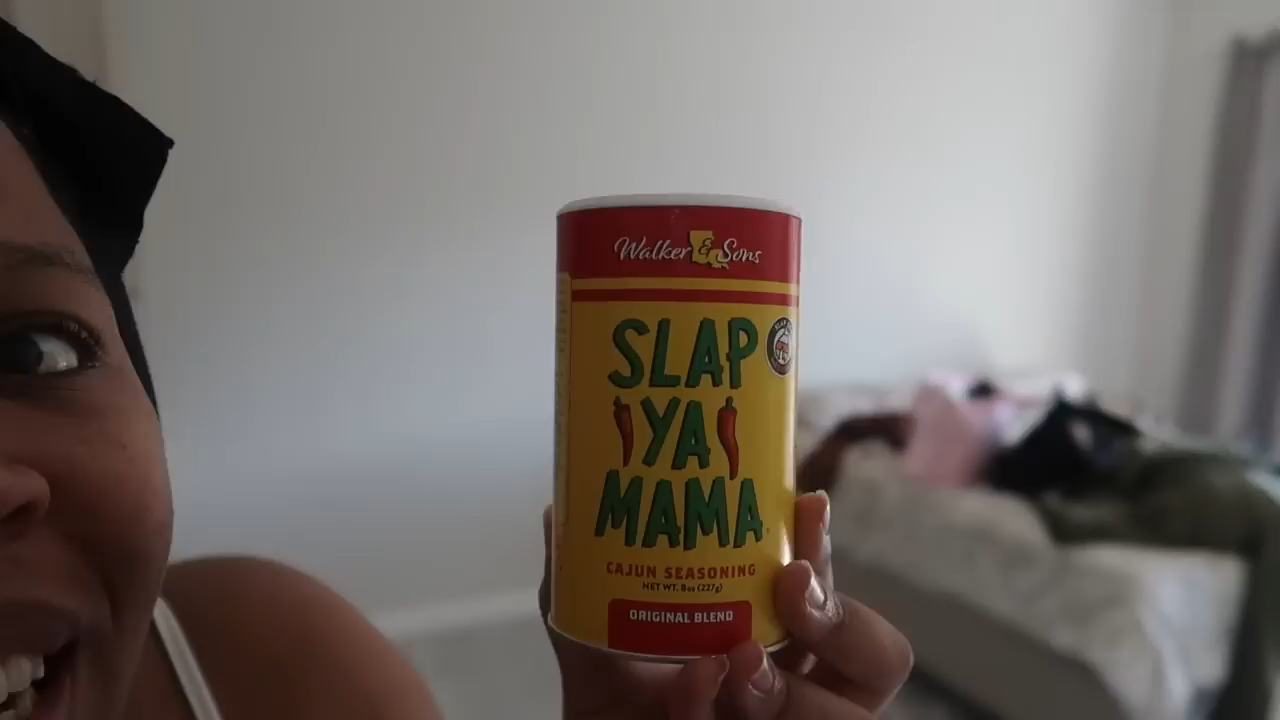 Walker & Sons
SLAP
YA
MAMA
CAJUN SEASONING
NET WT. 8oz (227g)
ORIGINAL BLEND